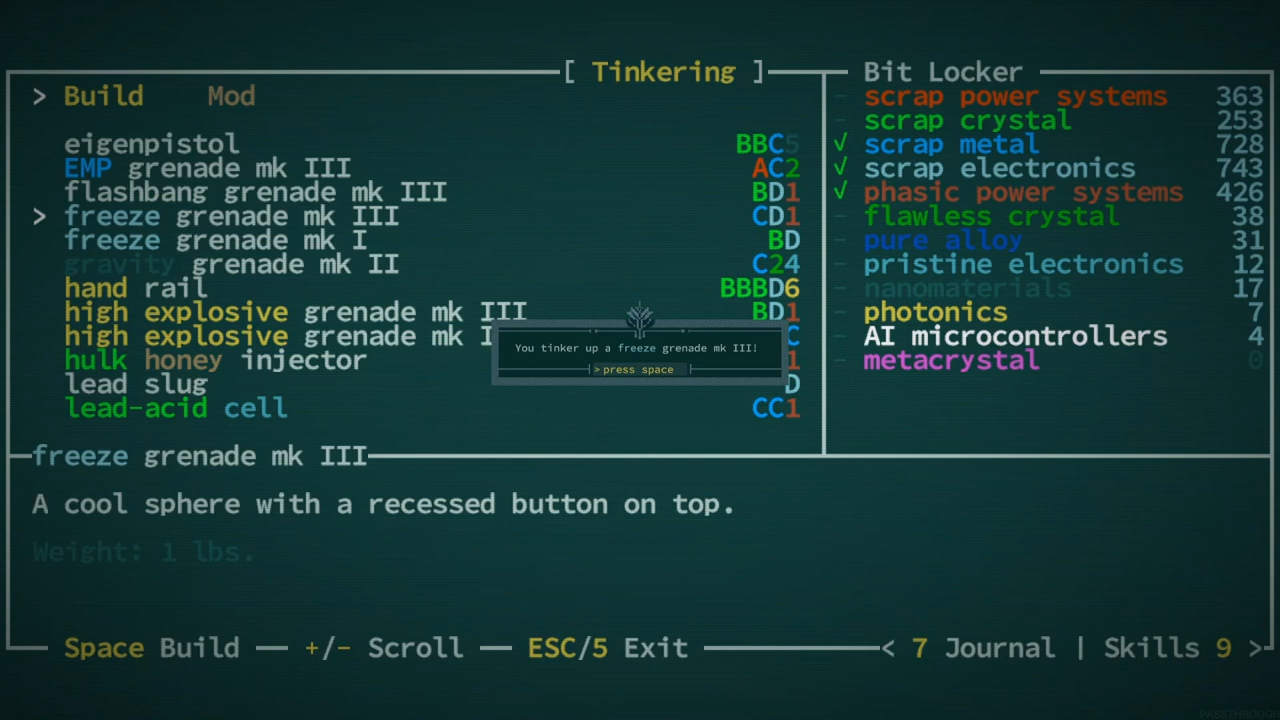 [ Tinkering ]
> Build Mod
eigenpistol BBC5
EMP grenade mk III AC2
flashbang grenade mk III BD1
> freeze grenade mk III CD1
freeze grenade mk I BD
gravity grenade mk II C24
hand rail BBBD6
high explosive grenade mk III BD1
high explosive grenade mk C
hulk honey injector 1
lead slug D
lead-acid cell CC1
Bit Locker
- scrap power systems 363
- scrap crystal 253
√ scrap metal 728
√ scrap electronics 743
√ phasic power systems 426
- flawless crystal 38
- pure alloy 31
- pristine electronics 12
- nanomaterials 17
- photonics 7
- AI microcontrollers 4
- metacrystal 0
You tinker up a freeze grenade mk III!
> press space
freeze grenade mk III
A cool sphere with a recessed button on top.
Weight: 1 lbs.
Space Build — +/- Scroll — ESC/5 Exit
< 7 Journal | Skills 9 >